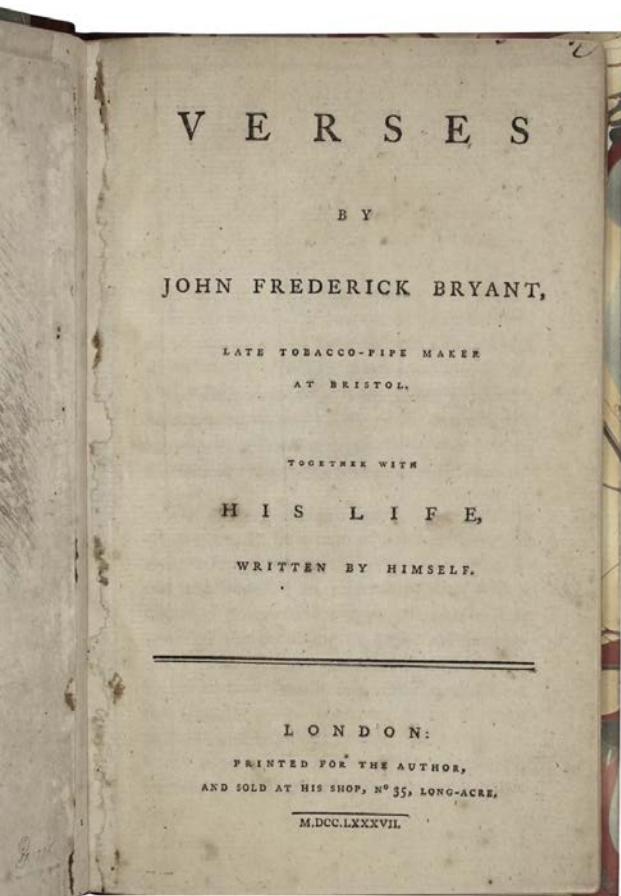 VERSES
BY
JOHN FREDERICK BRYANT,
LATE TOBACCO-PIPE MAKER
AT BRISTOL.
TOGETHER WITH
HIS LIFE,
WRITTEN BY HIMSELF.
LONDON:
PRINTED FOR THE AUTHOR,
AND SOLD AT HIS SHOP, Nº 35, LONG-ACRE.
M.DCC.LXXXVII.